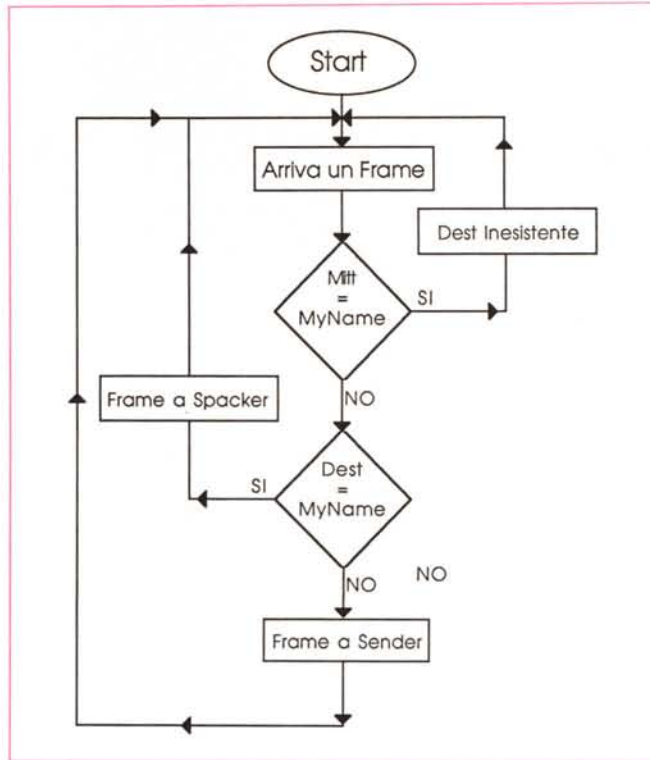 Start
Arriva un Frame
Dest Inesistente
Mitt
=
MyName
SI
Frame a Spacker
NO
Dest
=
MyName
SI
NO
NO
Frame a Sender